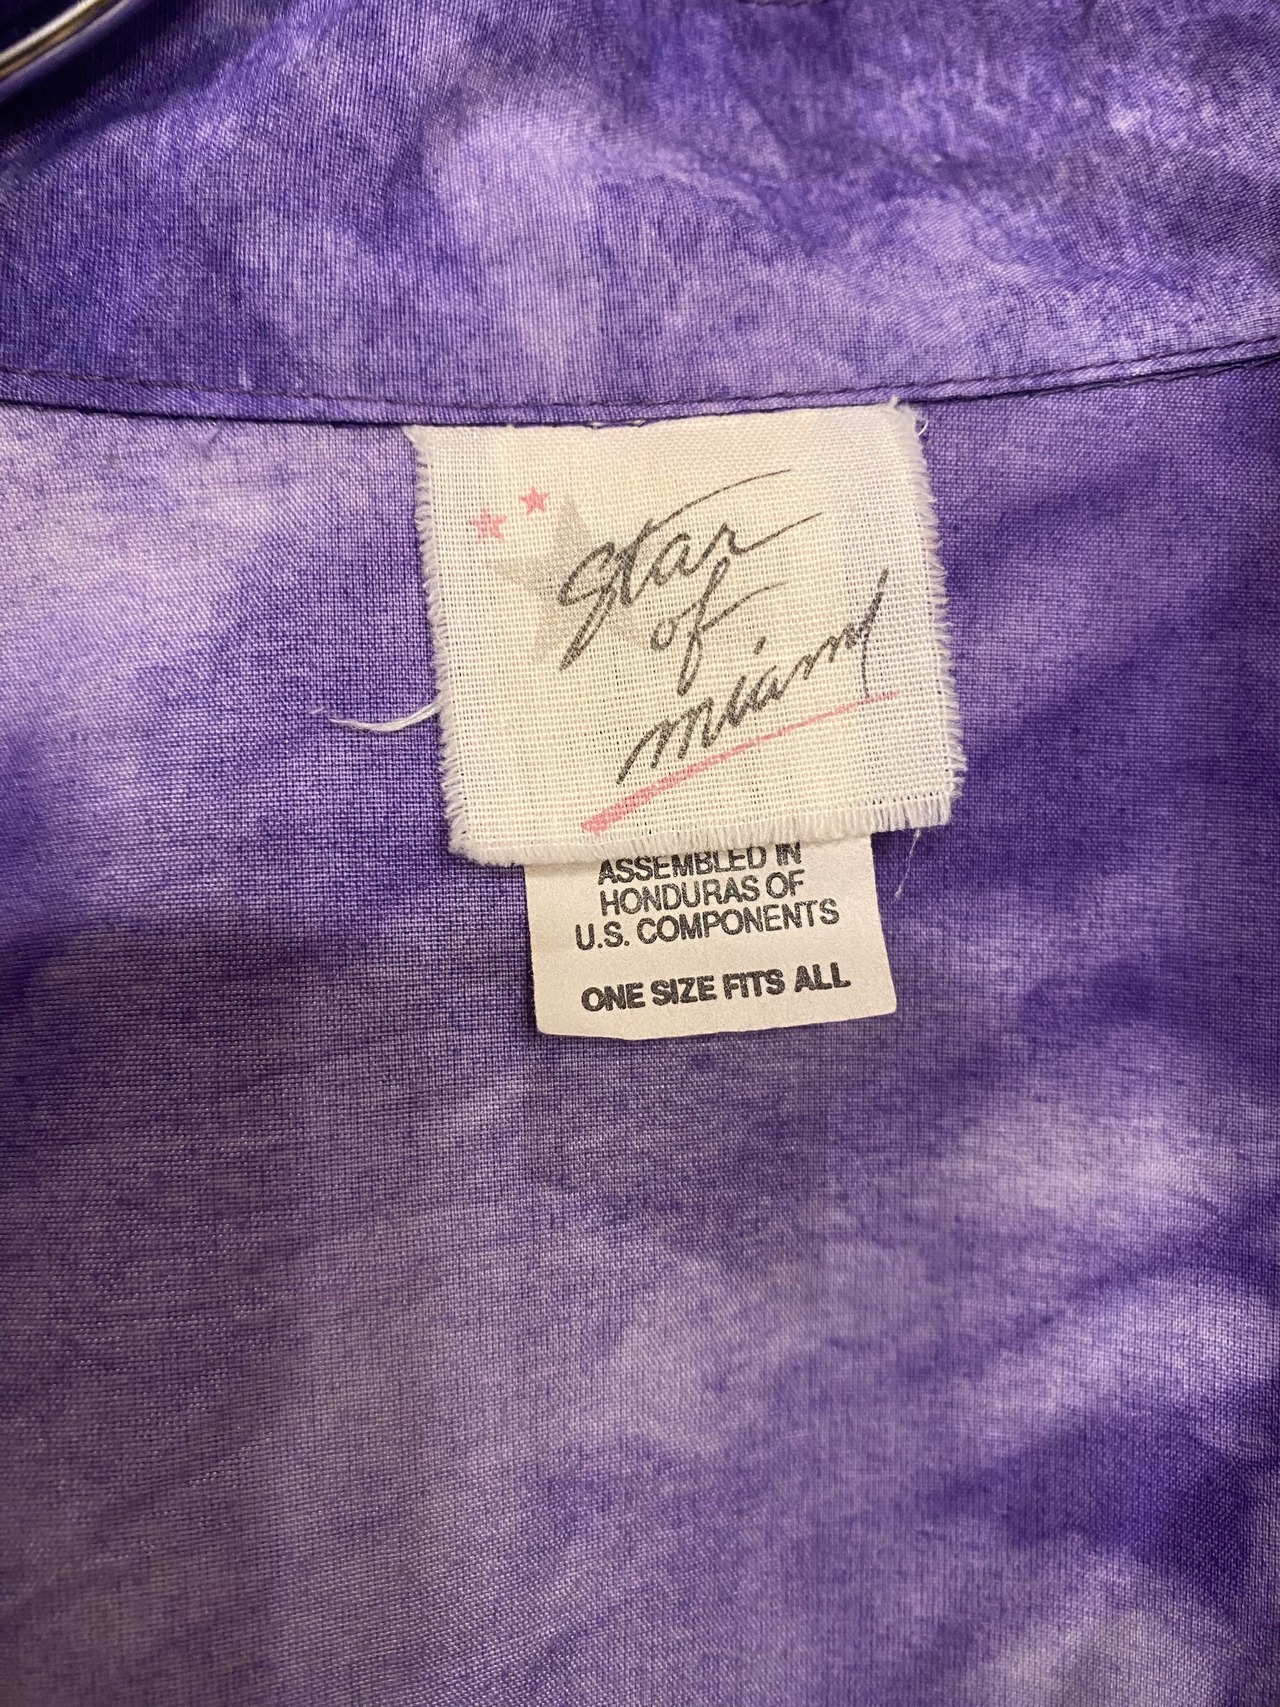 Star
of
miami
ASSEMBLED IN
HONDURAS OF
U.S. COMPONENTS
ONE SIZE FITS ALL